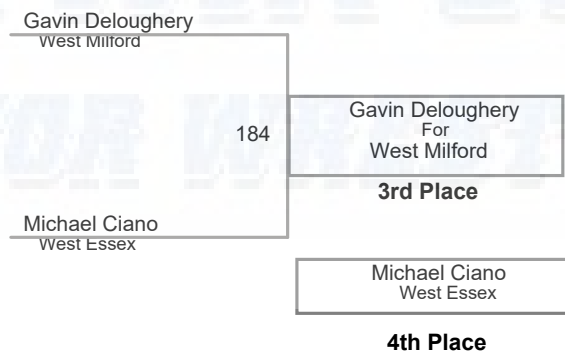 Gavin Deloughery
West Milford
184
Gavin Deloughery
For
West Milford
3rd Place
Michael Ciano
West Essex
Michael Ciano
West Essex
4th Place